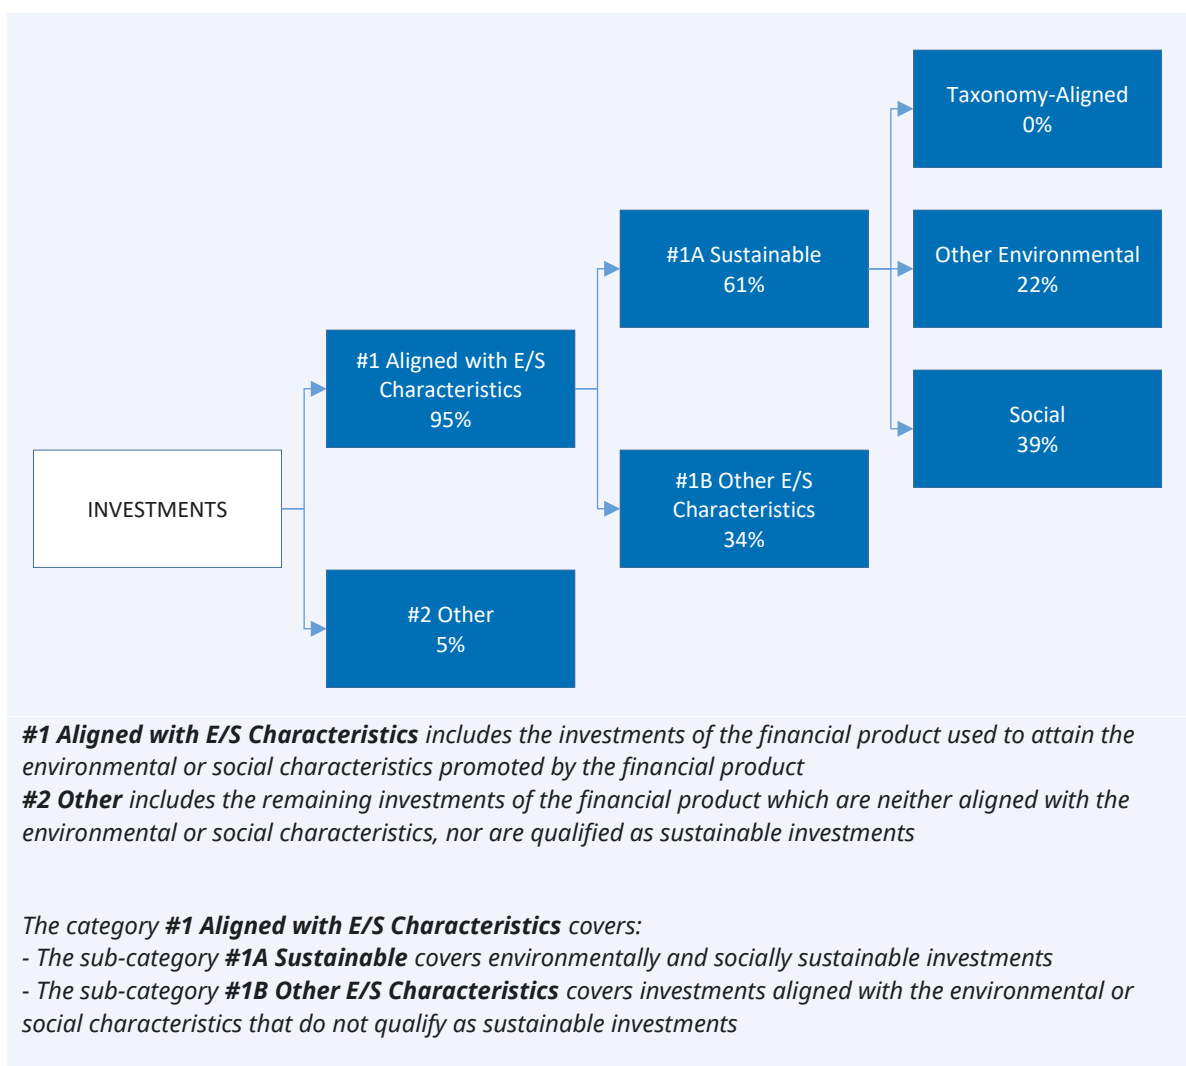 Taxonomy-Aligned
0%
#1A Sustainable
61%
Other Environmental
22%
#1 Aligned with E/S
Characteristics
95%
Social
39%
INVESTMENTS
#1B Other E/S
Characteristics
34%
#2 Other
5%
#1 Aligned with E/S Characteristics includes the investments of the financial product used to attain the
environmental or social characteristics promoted by the financial product
#2 Other includes the remaining investments of the financial product which are neither aligned with the
environmental or social characteristics, nor are qualified as sustainable investments
The category #1 Aligned with E/S Characteristics covers:
- The sub-category #1A Sustainable covers environmentally and socially sustainable investments
- The sub-category #1B Other E/S Characteristics covers investments aligned with the environmental or
social characteristics that do not qualify as sustainable investments